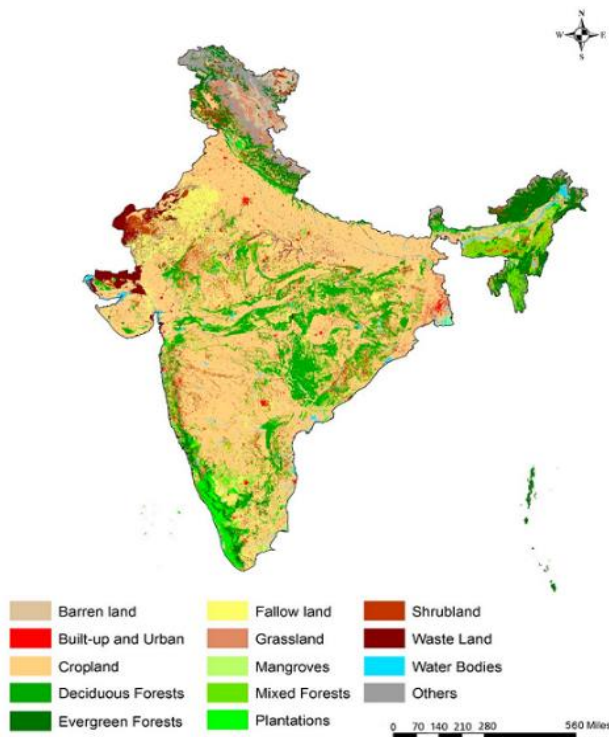 N
W E
S
Barren land
Fallow land
Shrubland
Built-up and Urban
Grassland
Waste Land
Cropland
Mangroves
Water Bodies
Deciduous Forests
Mixed Forests
Others
Evergreen Forests
Plantations
0 70 140 210 280 560 Miles